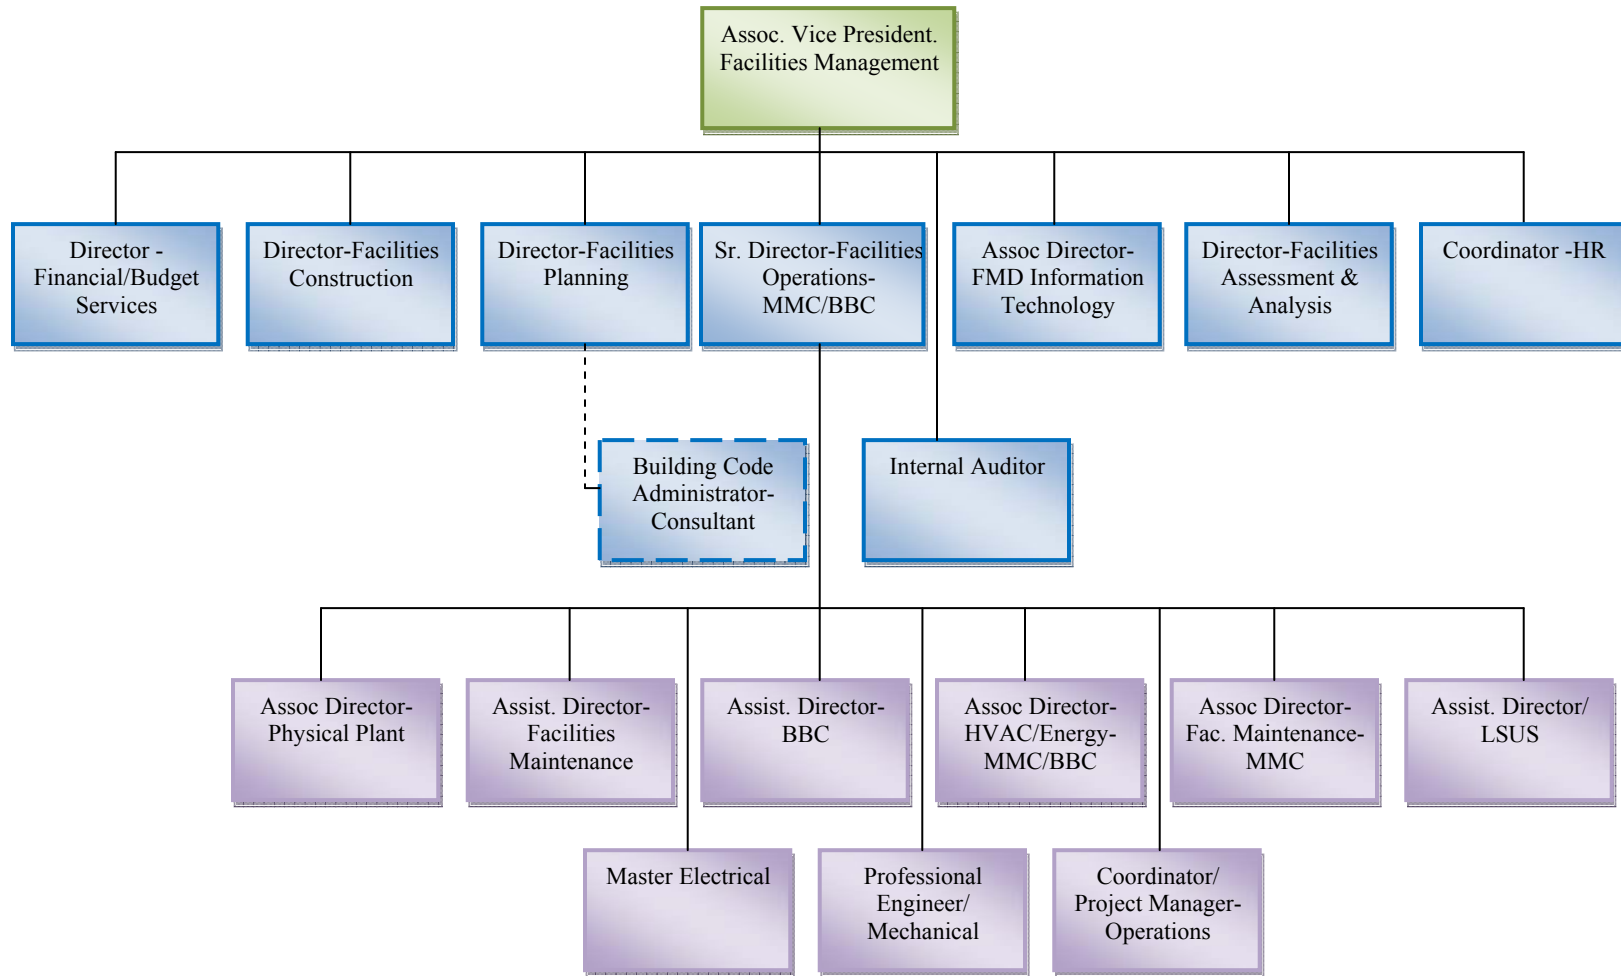 Assoc. Vice President.
Facilities Management
Director -
Financial/Budget
Services
Director-Facilities
Construction
Director-Facilities
Planning
Sr. Director-Facilities
Operations-
MMC/BBC
Assoc Director-
FMD Information
Technology
Director-Facilities
Assessment &
Analysis
Coordinator -HR
Building Code
Administrator-
Consultant
Internal Auditor
Assoc Director-
Physical Plant
Assist. Director-
Facilities
Maintenance
Assist. Director-
BBC
Assoc Director-
HVAC/Energy-
MMC/BBC
Assoc Director-
Fac. Maintenance-
MMC
Assist. Director/
LSUS
Master Electrical
Professional
Engineer/
Mechanical
Coordinator/
Project Manager-
Operations